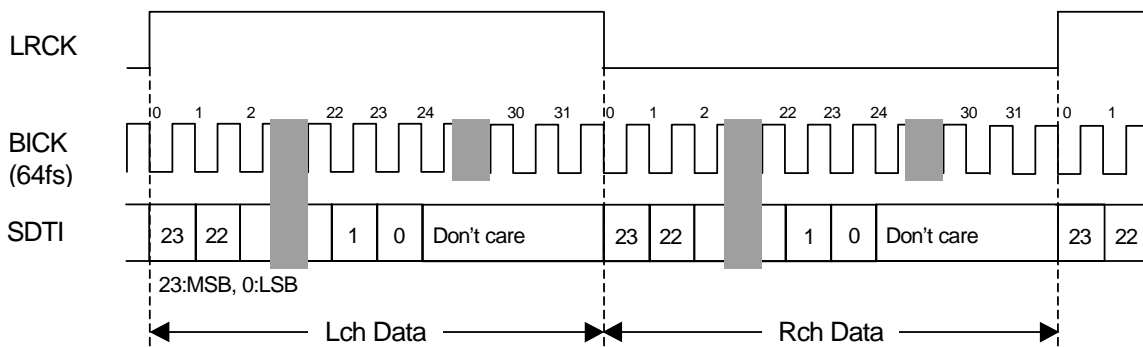 LRCK
0 1 2 22 23 24 30 31 0 1 2 22 23 24 30 31 0 1
BICK
(64fs)
SDTI 23 22 1 0 Don't care 23 22 1 0 Don't care 23 22
23:MSB, 0:LSB
Lch Data Rch Data